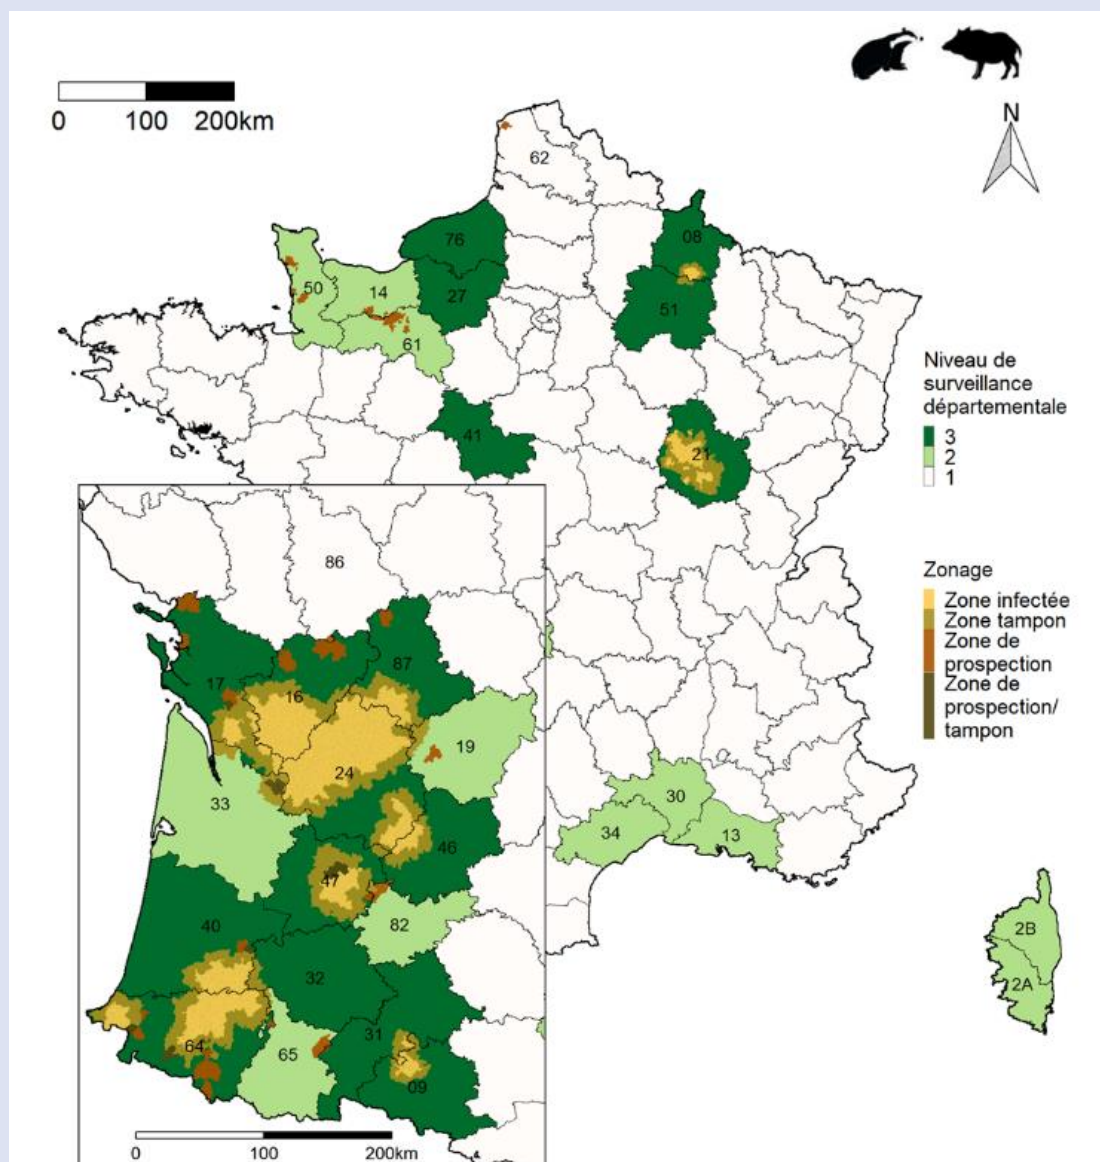 0 100 200km
N
62
76
08
27
50
14
51
61
41
21
Niveau de
surveillance
départementale
3
2
1
86
Zonage
Zone infectée
Zone tampon
Zone de
prospection
Zone de
prospection/
tampon
87
17
16
19
24
33
30
46
34
13
47
82
40
2B
32
2A
31
64
65
09
0 100 200km